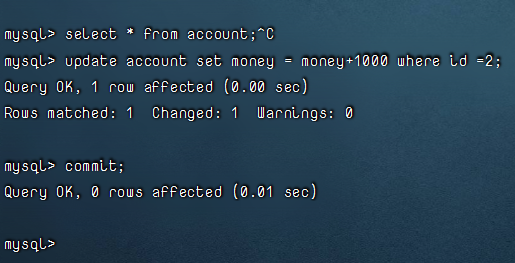 mysql> select * from account;^C
mysql> update account set money = money+1000 where id =2;
Query OK, 1 row affected (0.00 sec)
Rows matched: 1  Changed: 1  Warnings: 0
mysql> commit;
Query OK, 0 rows affected (0.01 sec)
mysql>